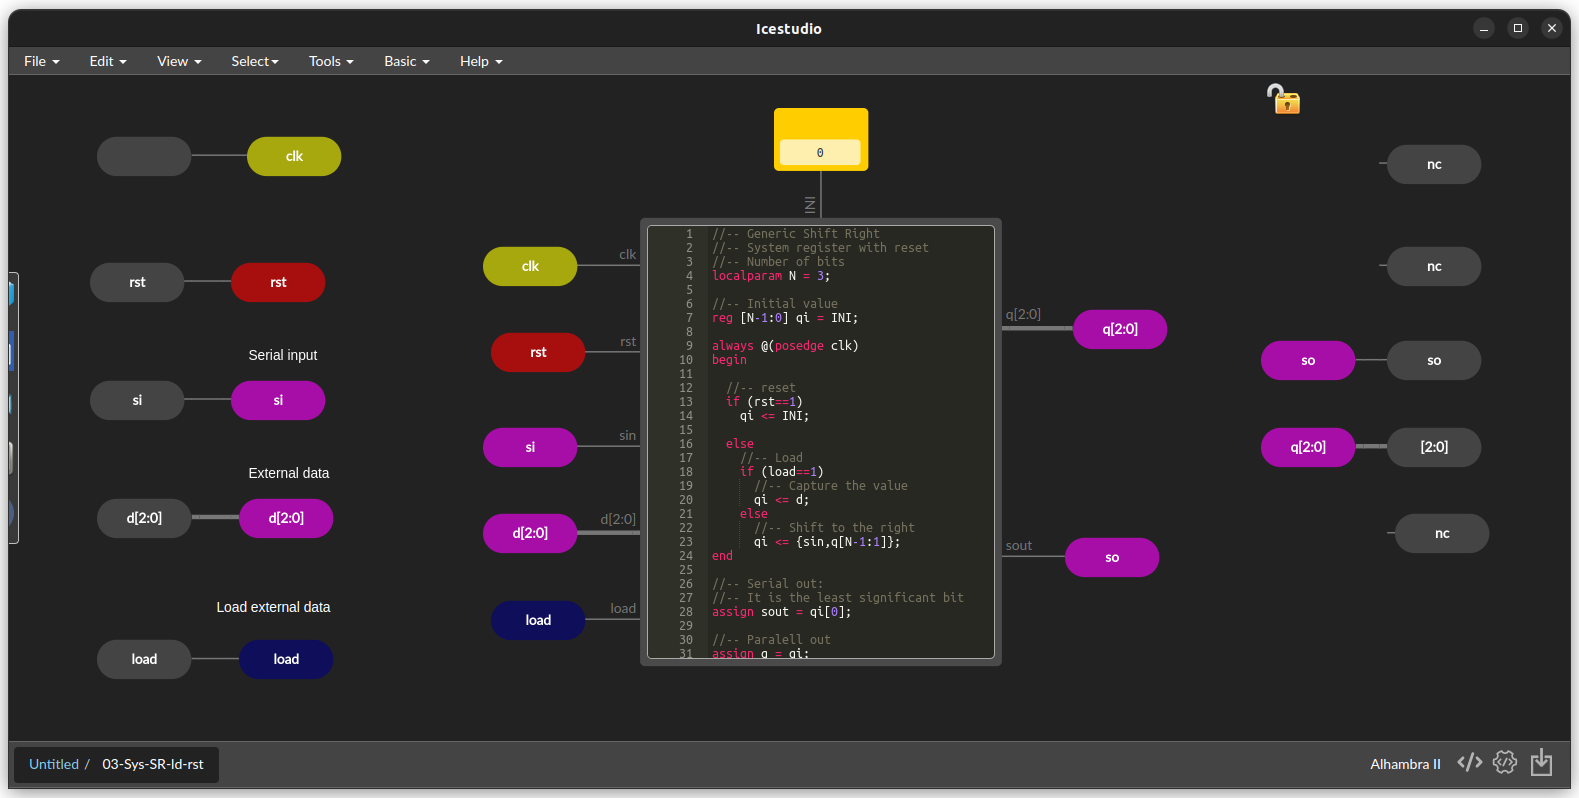 Icestudio
File Edit View Select Tools Basic Help
clk
rst rst
Serial input
si si
External data
d[2:0] d[2:0]
Load external data
load load
0
INI
clk clk
rst rst
si sin
d[2:0] d[2:0]
load load
1 //-- Generic Shift Right
2 //-- System register with reset
3 //-- Number of bits
4 localparam N = 3;
5
6 //-- Initial value
7 reg [N-1:0] qi = INI;
8
9 always @(posedge clk)
10 begin
11
12 //-- reset
13 if (rst==1)
14 qi <= INI;
15
16 else
17 //-- Load
18 if (load==1)
19 //-- Capture the value
20 qi <= d;
21 else
22 //-- Shift to the right
23 qi <= {sin,q[N-1:1]};
24 end
25
26 //-- Serial out:
27 //-- It is the least significant bit
28 assign sout = qi[0];
29
30 //-- Paralell out
31 assign q = qi;
q[2:0] q[2:0]
sout so
nc
nc
so so
q[2:0] [2:0]
nc
Untitled / 03-Sys-SR-ld-rst
Alhambra II